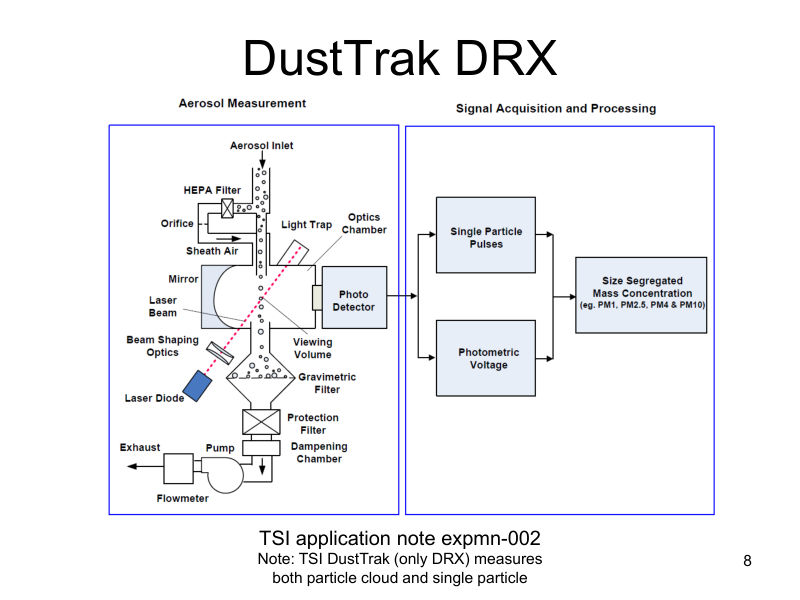 DustTrak DRX
Aerosol Measurement
Signal Acquisition and Processing
Aerosol Inlet
HEPA Filter
Orifice
Sheath Air
Light Trap
Optics
Chamber
Mirror
Laser
Beam
Photo
Detector
Beam Shaping
Optics
Viewing
Volume
Laser Diode
Gravimetric
Filter
Protection
Filter
Dampening
Chamber
Exhaust
Pump
Flowmeter
Single Particle
Pulses
Photometric
Voltage
Size Segregated
Mass Concentration
(eg. PM1, PM2.5, PM4 & PM10)
TSI application note expmn-002
Note: TSI DustTrak (only DRX) measures
both particle cloud and single particle
8